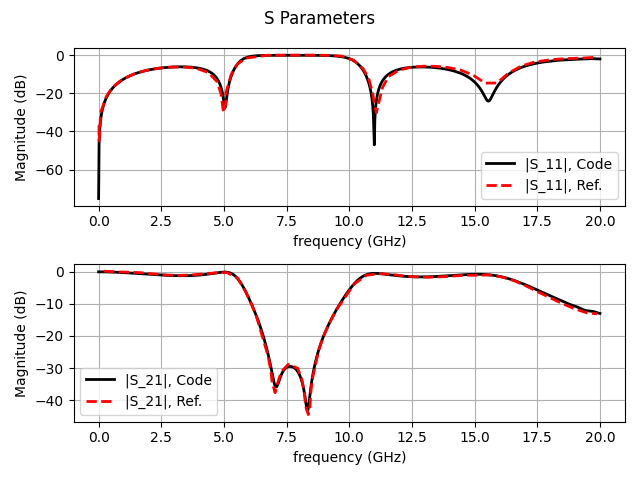 S Parameters
0
−20
−40
−60
Magnitude (dB)
|S_11|, Code
|S_11|, Ref.
0.0 2.5 5.0 7.5 10.0 12.5 15.0 17.5 20.0
frequency (GHz)
0
−10
−20
−30
−40
Magnitude (dB)
|S_21|, Code
|S_21|, Ref.
0.0 2.5 5.0 7.5 10.0 12.5 15.0 17.5 20.0
frequency (GHz)